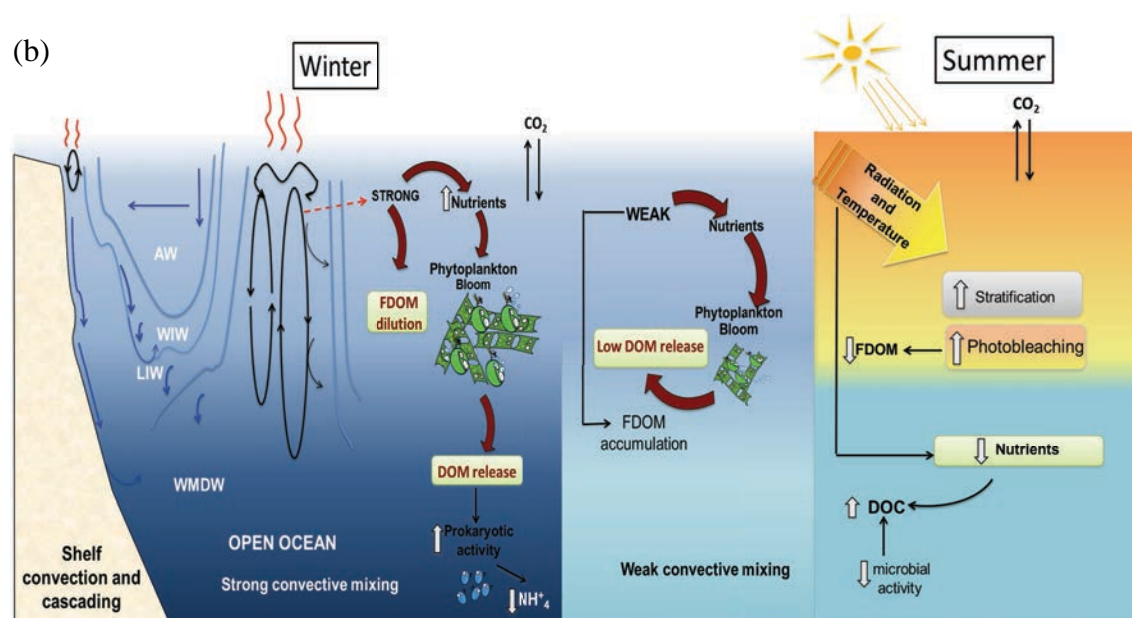 (b)
Winter
CO2
STRONG
Nutrients
AW
Phytoplankton
Bloom
FDOM
dilution
WIW
LIW
DOM release
WMDW
Prokaryotic
activity
OPEN OCEAN
Strong convective mixing
NH+4
Shelf
convection and
cascading
WEAK
Nutrients
Phytoplankton
Bloom
Low DOM release
FDOM
accumulation
Weak convective mixing
Summer
CO2
Radiation
and
Temperature
Stratification
Photobleaching
FDOM
Nutrients
DOC
microbial
activity